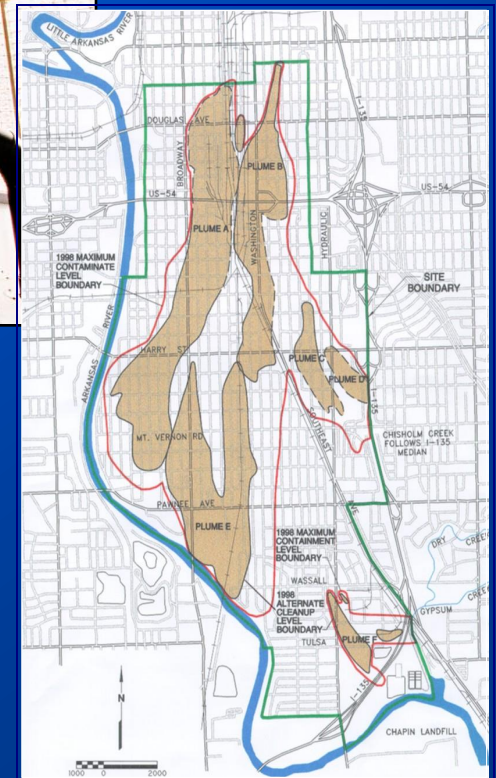 LITTLE ARKANSAS RIVER
I-135
DOUGLAS AVE
BROADWAY
PLUME B
US-54
US-54
PLUME A
WASHINGTON
HYDRAULIC
1998 MAXIMUM
CONTAMINATE
LEVEL
BOUNDARY
SITE
BOUNDARY
ARKANSAS RIVER
HARRY ST
PLUME C
PLUME D
I-135
SOUTHEAST AVE
MT. VERNON RD
CHISHOLM CREEK
FOLLOWS I-135
MEDIAN
PAWNEE AVE
PLUME E
1998 MAXIMUM
CONTAINMENT
LEVEL
BOUNDARY
DRY CREEK
WASSALL
1998
ALTERNATE
CLEANUP
LEVEL
BOUNDARY
GYPSUM CREEK
PLUME F
TULSA
I-135
N
CHAPIN LANDFILL
1000 0 2000